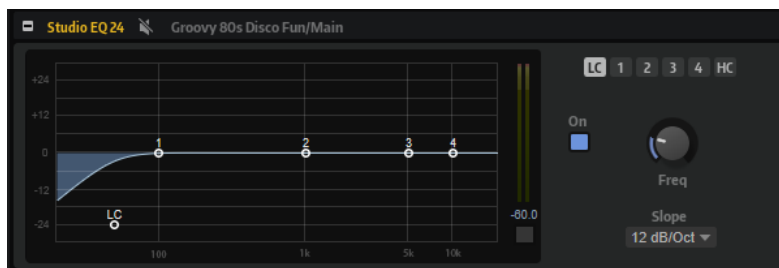 Studio EQ 24 Groovy 80s Disco Fun/Main
LC 1 2 3 4 HC
+24
+12
0
-12
-24
1 2 3 4
LC
100 1k 5k 10k
-60.0
On
Freq
Slope
12 dB/Oct